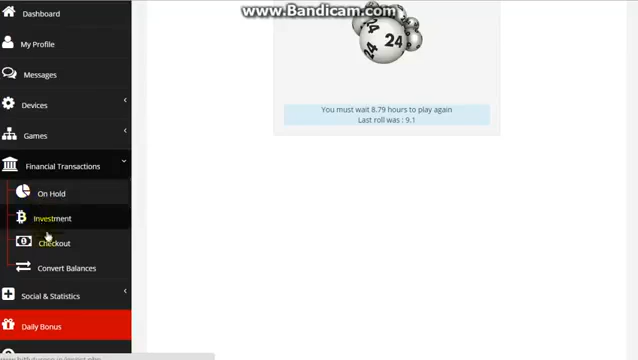 www.Bandicam.com
Dashboard
My Profile
Messages
Devices
Games
Financial Transactions
On Hold
Investment
Checkout
Convert Balances
Social & Statistics
Daily Bonus
24
24
24
You must wait 8.79 hours to play again
Last roll was : 9.1